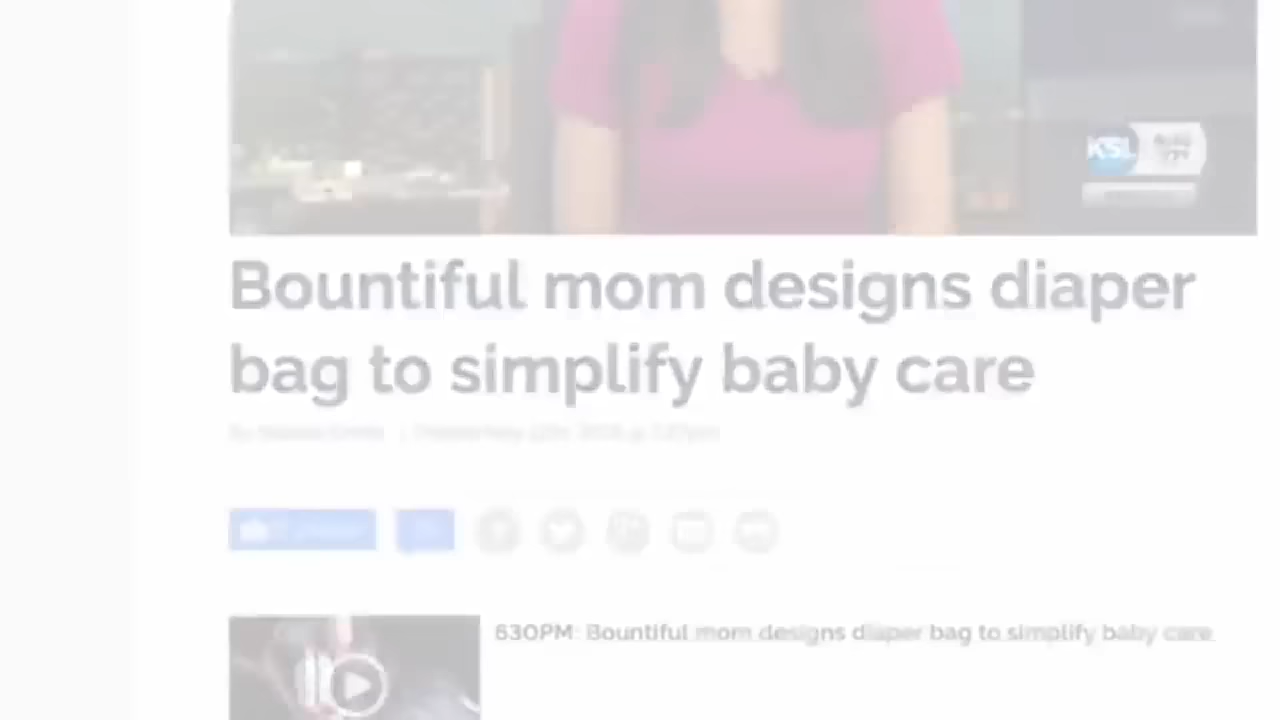 KSL
Bountiful mom designs diaper
bag to simplify baby care
630PM: Bountiful mom designs diaper bag to simplify baby care